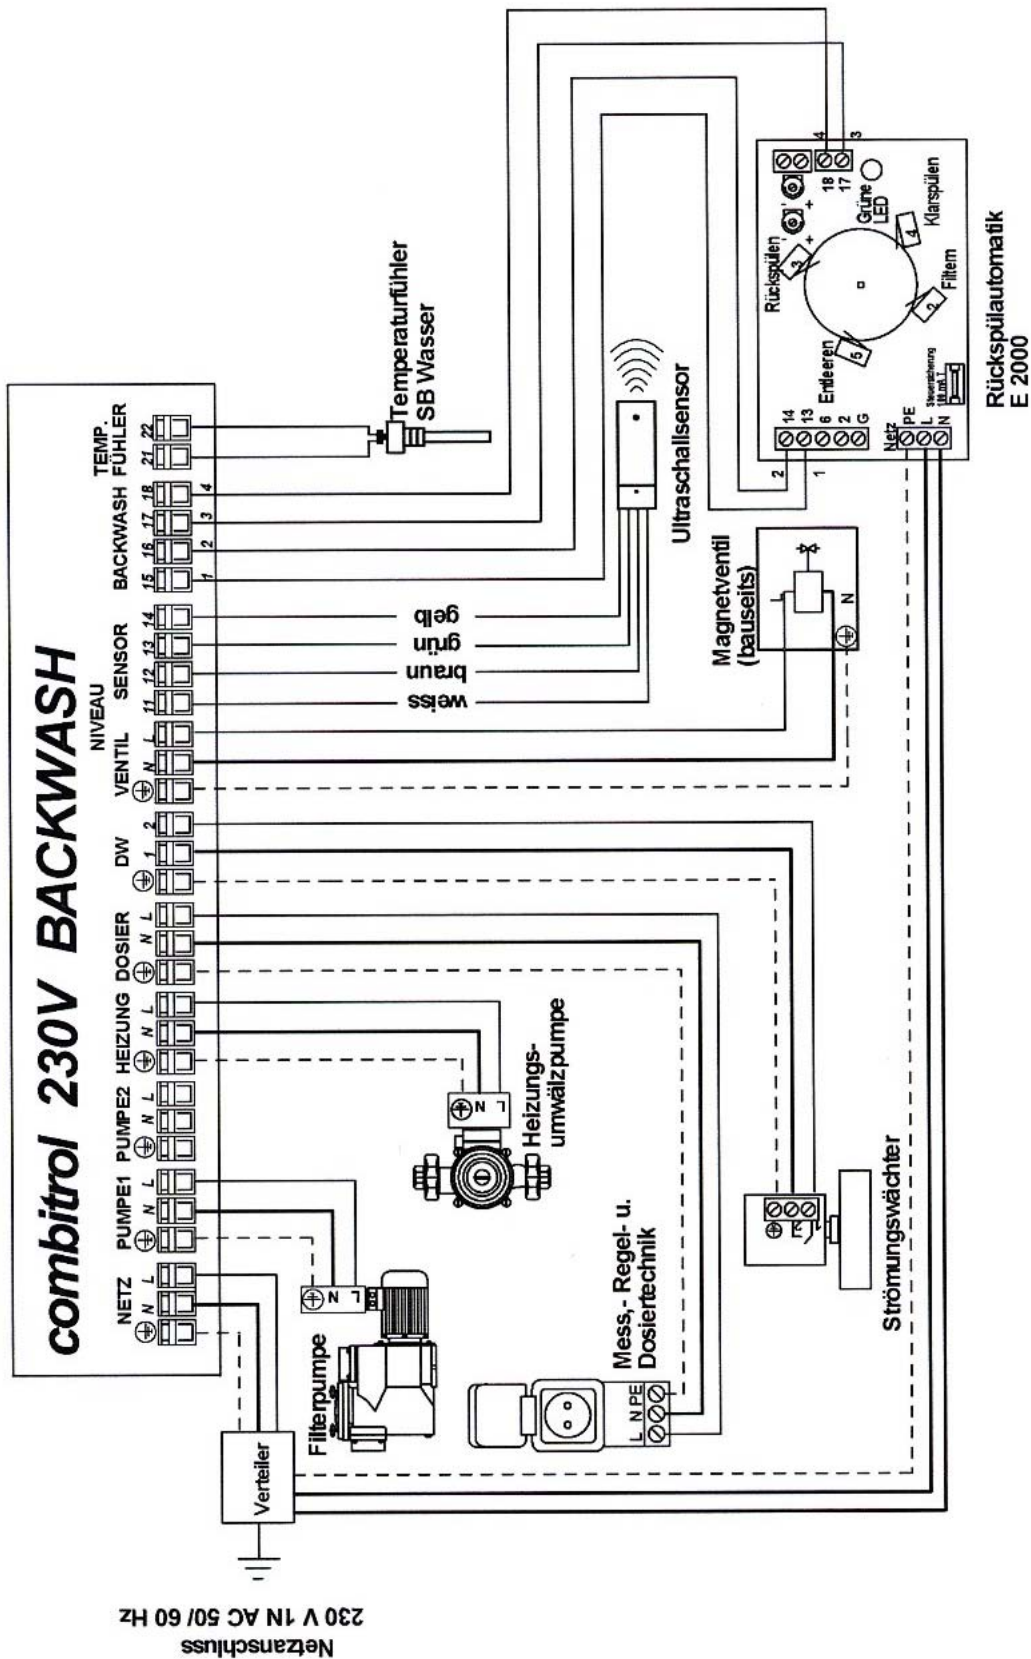 combitrol 230V BACKWASH
NIVEAU
NETZ PUMPE1 PUMPE2 HEIZUNG DOSIER DW VENTIL SENSOR BACKWASH TEMP. FÜHLER
N L N L N L N L N L 1 2 N L 11 12 13 14 15 16 17 18 21 22
1 2 3 4
Netzanschluss
230 V 1N AC 50/ 60 Hz
Verteiler
Filterpumpe
N L
Heizungs-
umwälzpumpe
N L
Mess,- Regel- u.
Dosiertechnik
L N PE
Strömungswächter
weiss
braun
grün
gelb
Magnetventil
(bauseits)
L
N
Ultraschallsensor
Temperaturfühler
SB Wasser
Rückspülautomatik
E 2000
2 14
13
1 6
2
G
Netz
PE
L
N
Steuersicherung
Entleeren
5
Rückspülen
3
Filtern
2
Klarspülen
4
Grüne
LED
- -
+ +
18 4
17 3